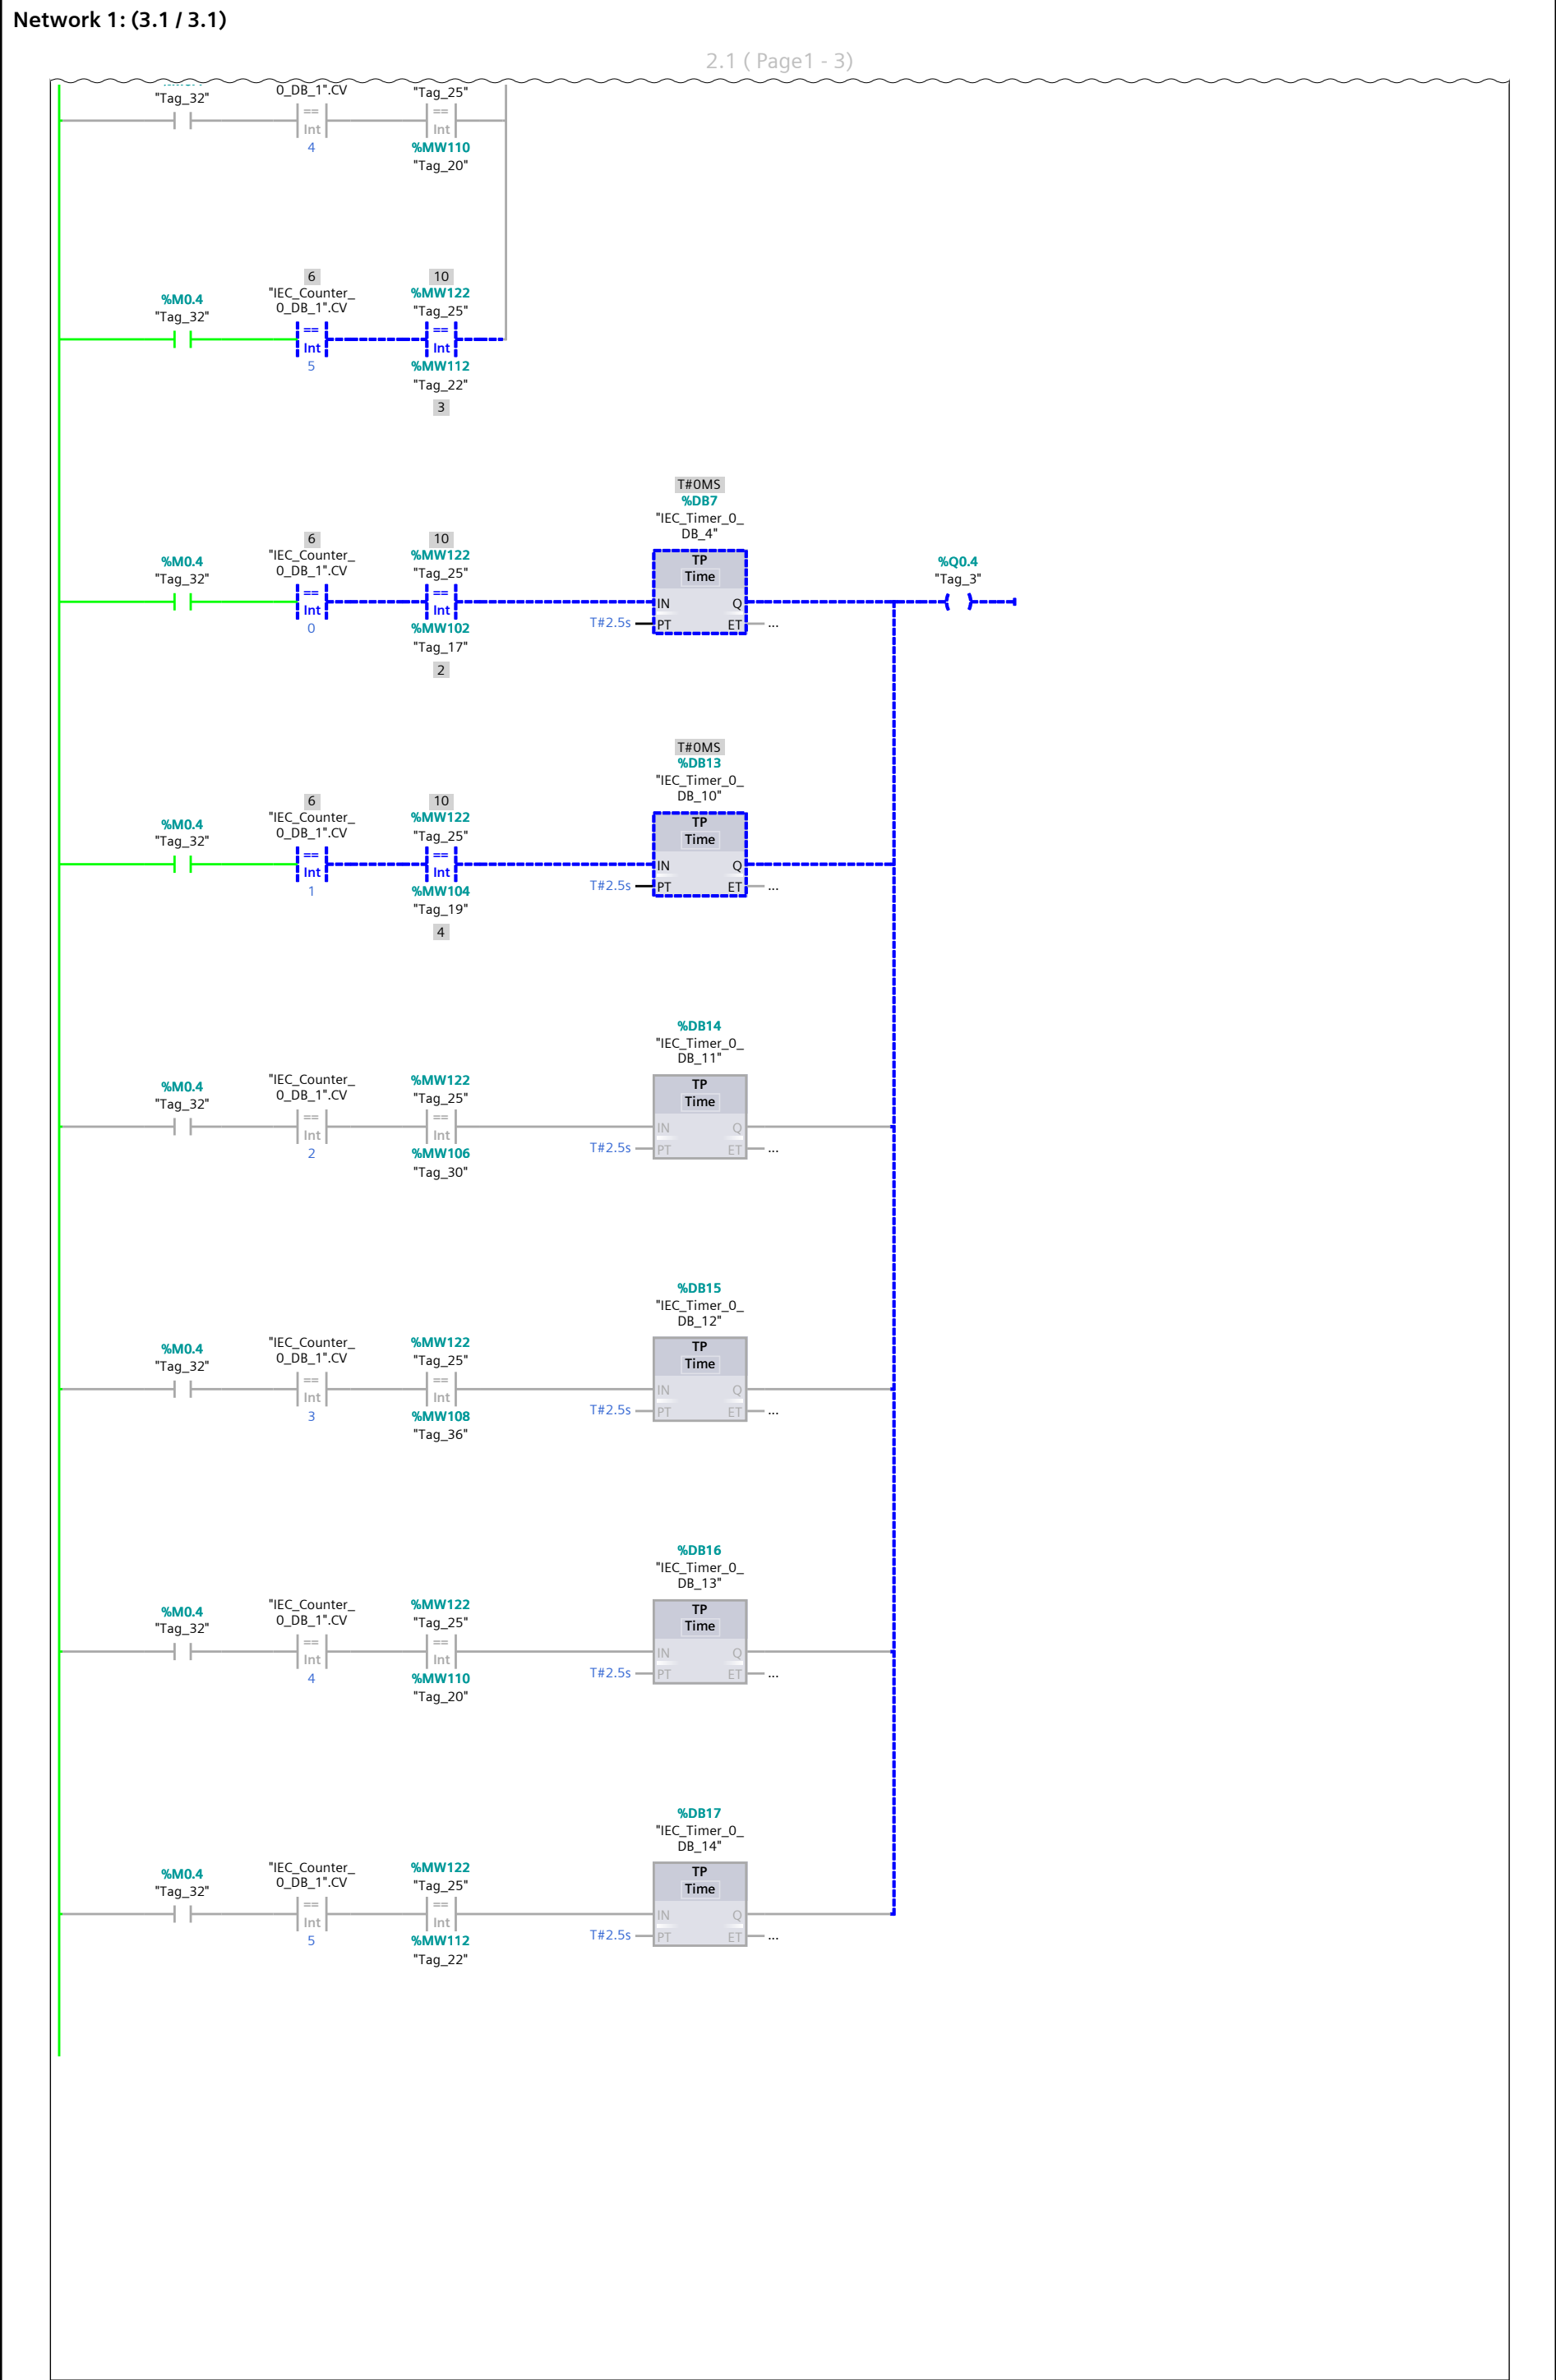 Network 1: (3.1 / 3.1)
2.1 ( Page1 - 3)
"Tag_32"
0_DB_1".CV
"Tag_25"
==
Int
==
Int
4
%MW110
"Tag_20"
6
10
%M0.4
"Tag_32"
"IEC_Counter_
0_DB_1".CV
%MW122
"Tag_25"
==
Int
==
Int
5
%MW112
"Tag_22"
3
T#0MS
%DB7
"IEC_Timer_0_
DB_4"
6
10
%M0.4
"Tag_32"
"IEC_Counter_
0_DB_1".CV
%MW122
"Tag_25"
TP
Time
%Q0.4
"Tag_3"
==
Int
==
Int
IN Q
0
%MW102
"Tag_17"
T#2.5s PT ET ...
2
T#0MS
%DB13
"IEC_Timer_0_
DB_10"
6
10
%M0.4
"Tag_32"
"IEC_Counter_
0_DB_1".CV
%MW122
"Tag_25"
TP
Time
==
Int
==
Int
IN Q
1
%MW104
"Tag_19"
T#2.5s PT ET ...
4
%DB14
"IEC_Timer_0_
DB_11"
%M0.4
"Tag_32"
"IEC_Counter_
0_DB_1".CV
%MW122
"Tag_25"
TP
Time
==
Int
==
Int
IN Q
2
%MW106
"Tag_30"
T#2.5s PT ET ...
%DB15
"IEC_Timer_0_
DB_12"
%M0.4
"Tag_32"
"IEC_Counter_
0_DB_1".CV
%MW122
"Tag_25"
TP
Time
==
Int
==
Int
IN Q
3
%MW108
"Tag_36"
T#2.5s PT ET ...
%DB16
"IEC_Timer_0_
DB_13"
%M0.4
"Tag_32"
"IEC_Counter_
0_DB_1".CV
%MW122
"Tag_25"
TP
Time
==
Int
==
Int
IN Q
4
%MW110
"Tag_20"
T#2.5s PT ET ...
%DB17
"IEC_Timer_0_
DB_14"
%M0.4
"Tag_32"
"IEC_Counter_
0_DB_1".CV
%MW122
"Tag_25"
TP
Time
==
Int
==
Int
IN Q
5
%MW112
"Tag_22"
T#2.5s PT ET ...